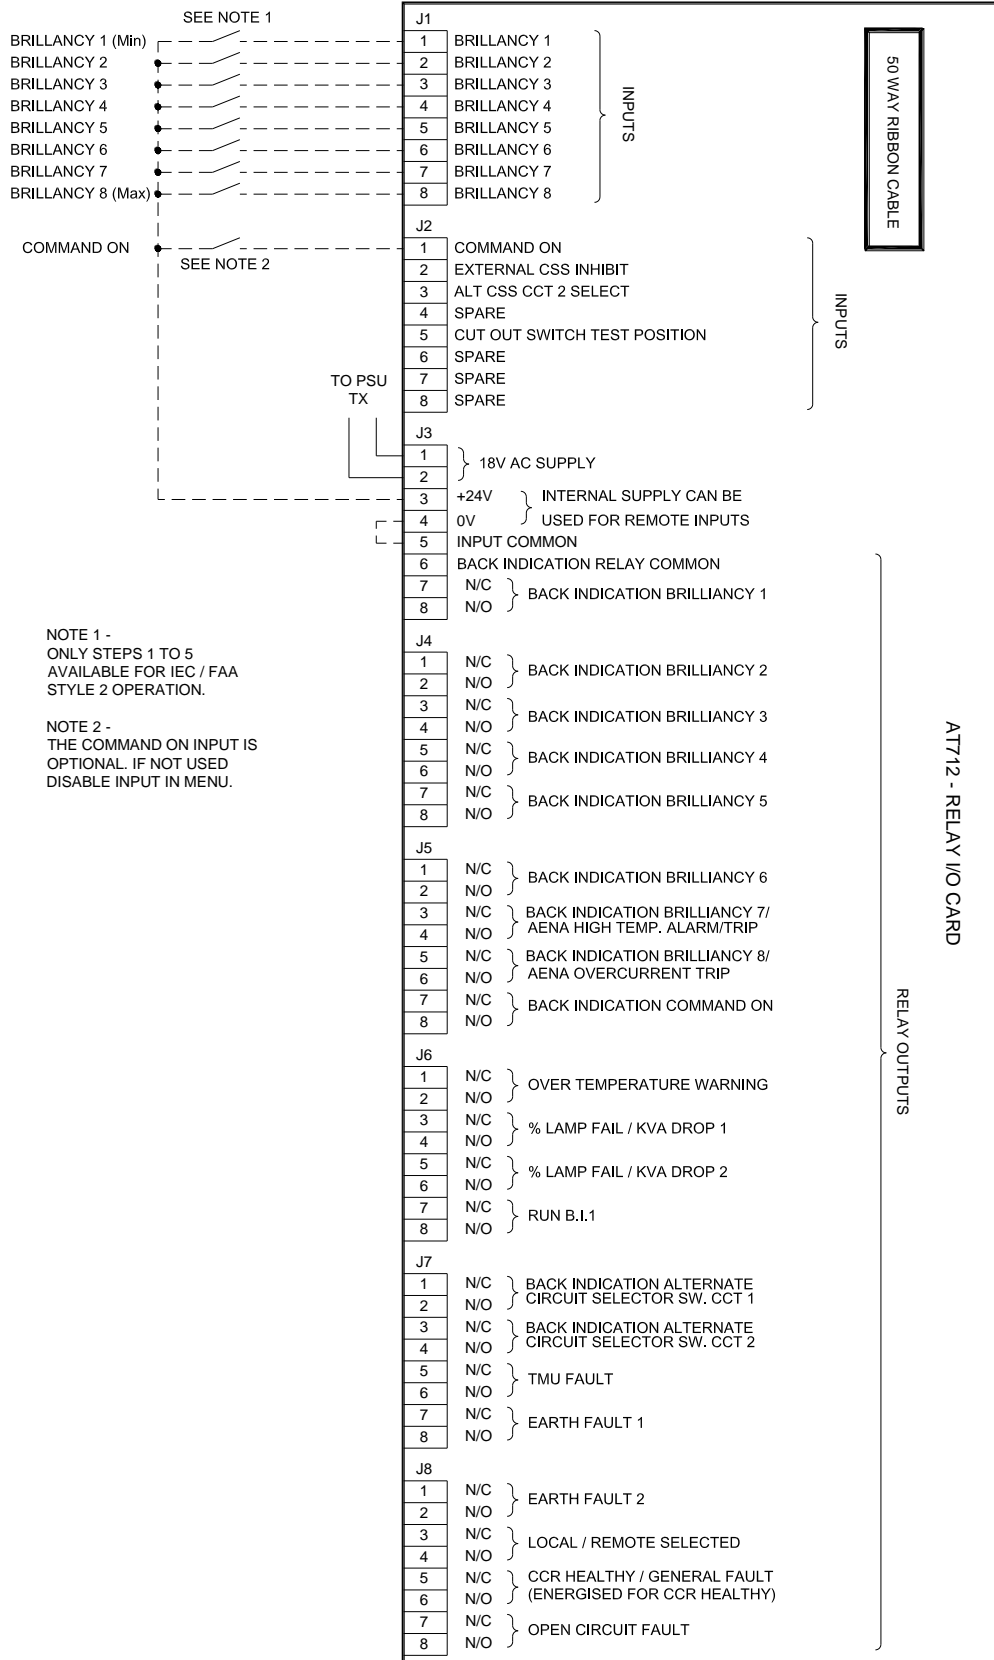 SEE NOTE 1
J1
BRILLANCY 1 (Min) 1 BRILLANCY 1
BRILLANCY 2 2 BRILLANCY 2
BRILLANCY 3 3 BRILLANCY 3
BRILLANCY 4 4 BRILLANCY 4
BRILLANCY 5 5 BRILLANCY 5
BRILLANCY 6 6 BRILLANCY 6
BRILLANCY 7 7 BRILLANCY 7
BRILLANCY 8 (Max) 8 BRILLANCY 8
INPUTS
50 WAY RIBBON CABLE
J2
COMMAND ON 1 COMMAND ON
SEE NOTE 2
2 EXTERNAL CSS INHIBIT
3 ALT CSS CCT 2 SELECT
4 SPARE
5 CUT OUT SWITCH TEST POSITION
6 SPARE
7 SPARE
8 SPARE
INPUTS
TO PSU
TX
J3
1
2
18V AC SUPPLY
3 +24V INTERNAL SUPPLY CAN BE
4 0V USED FOR REMOTE INPUTS
5 INPUT COMMON
6 BACK INDICATION RELAY COMMON
7 N/C
8 N/O
BACK INDICATION BRILLIANCY 1
NOTE 1 -
ONLY STEPS 1 TO 5
AVAILABLE FOR IEC / FAA
STYLE 2 OPERATION.
NOTE 2 -
THE COMMAND ON INPUT IS
OPTIONAL. IF NOT USED
DISABLE INPUT IN MENU.
J4
1 N/C
2 N/O
BACK INDICATION BRILLIANCY 2
3 N/C
4 N/O
BACK INDICATION BRILLIANCY 3
5 N/C
6 N/O
BACK INDICATION BRILLIANCY 4
7 N/C
8 N/O
BACK INDICATION BRILLIANCY 5
J5
1 N/C
2 N/O
BACK INDICATION BRILLIANCY 6
3 N/C
4 N/O
BACK INDICATION BRILLIANCY 7/
AENA HIGH TEMP. ALARM/TRIP
5 N/C
6 N/O
BACK INDICATION BRILLIANCY 8/
AENA OVERCURRENT TRIP
7 N/C
8 N/O
BACK INDICATION COMMAND ON
J6
1 N/C
2 N/O
OVER TEMPERATURE WARNING
3 N/C
4 N/O
% LAMP FAIL / KVA DROP 1
5 N/C
6 N/O
% LAMP FAIL / KVA DROP 2
7 N/C
8 N/O
RUN B.I.1
J7
1 N/C
2 N/O
BACK INDICATION ALTERNATE
CIRCUIT SELECTOR SW. CCT 1
3 N/C
4 N/O
BACK INDICATION ALTERNATE
CIRCUIT SELECTOR SW. CCT 2
5 N/C
6 N/O
TMU FAULT
7 N/C
8 N/O
EARTH FAULT 1
J8
1 N/C
2 N/O
EARTH FAULT 2
3 N/C
4 N/O
LOCAL / REMOTE SELECTED
5 N/C
6 N/O
CCR HEALTHY / GENERAL FAULT
(ENERGISED FOR CCR HEALTHY)
7 N/C
8 N/O
OPEN CIRCUIT FAULT
RELAY OUTPUTS
AT712 - RELAY I/O CARD